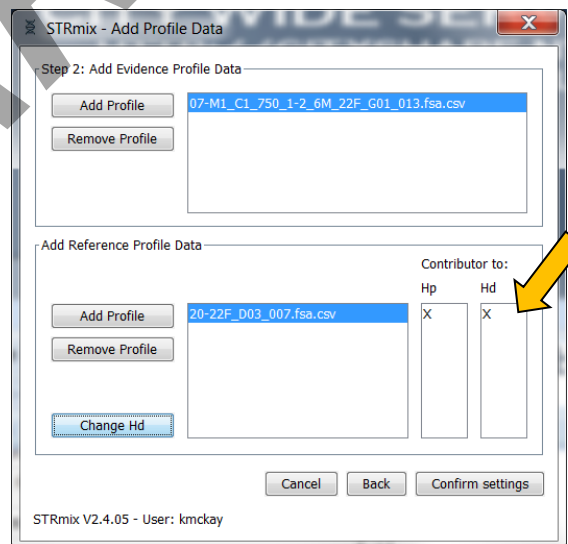 STRmix - Add Profile Data
Step 2: Add Evidence Profile Data
Add Profile
07-M1_C1_750_1-2_6M_22F_G01_013.fsa.csv
Remove Profile
Add Reference Profile Data
Contributor to:
Hp Hd
Add Profile
20-22F_D03_007.fsa.csv
X X
Remove Profile
Change Hd
Cancel Back Confirm settings
STRmix V2.4.05 - User: kmckay